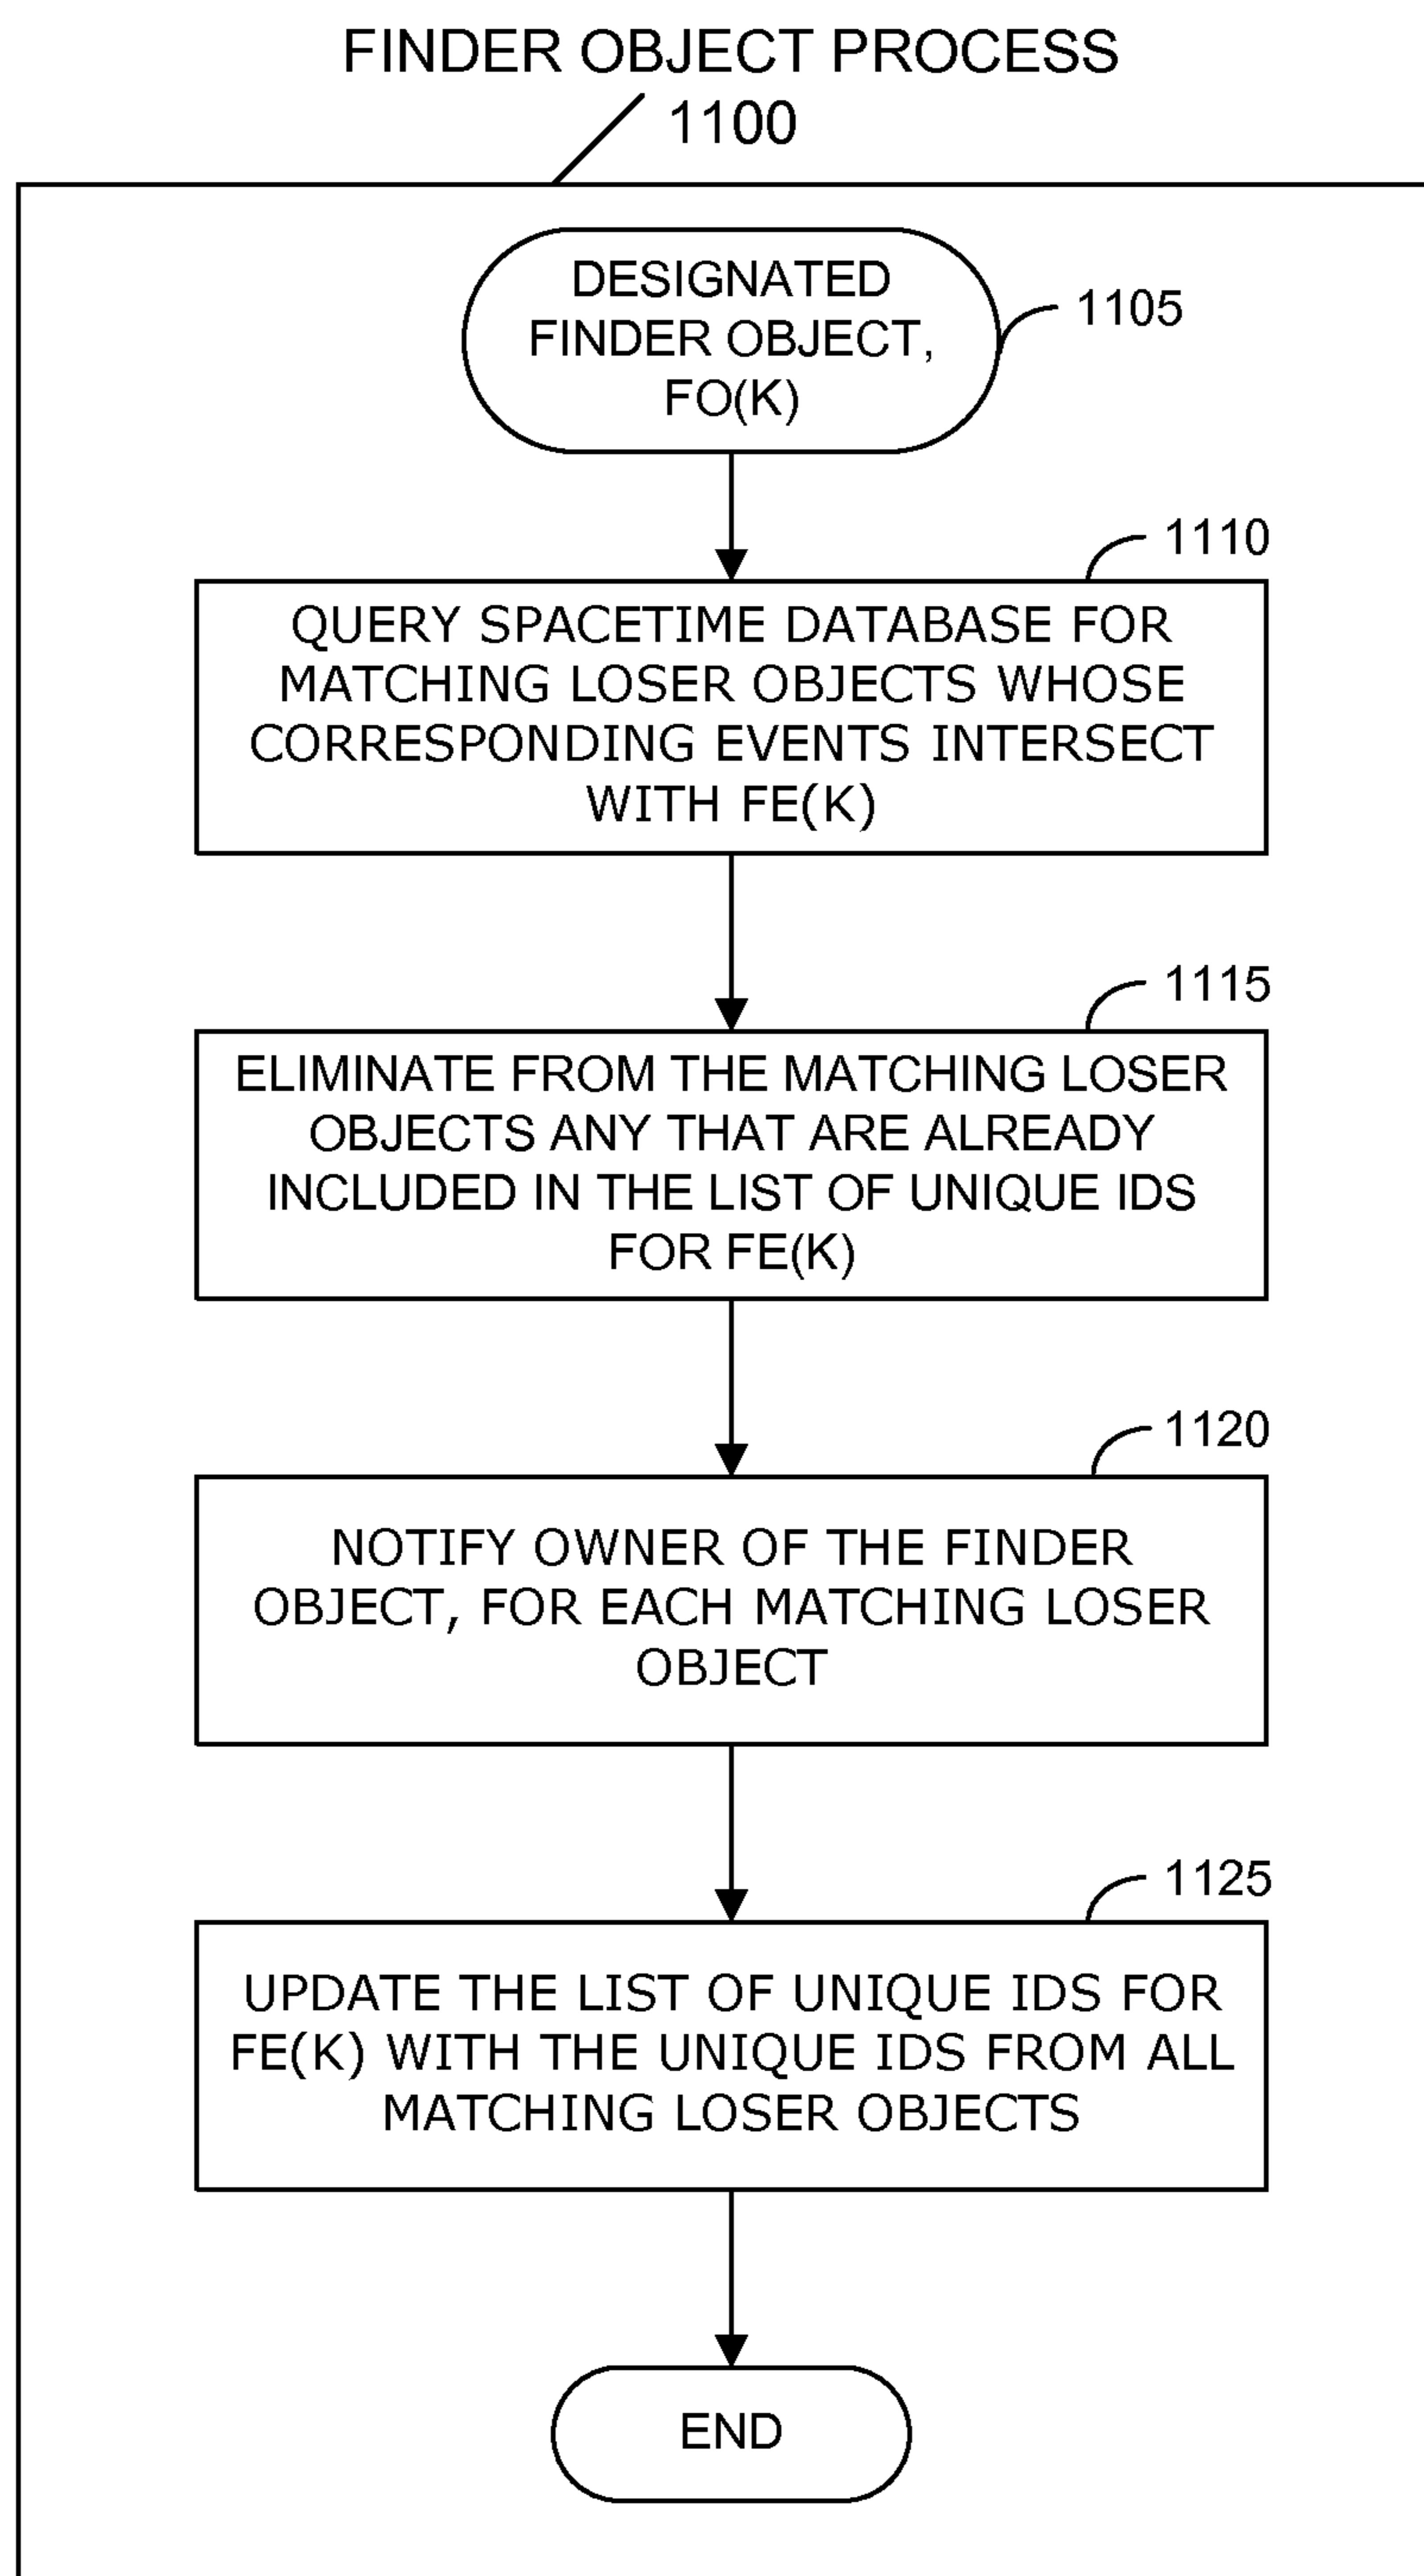 FINDER OBJECT PROCESS
1100
DESIGNATED
FINDER OBJECT,
FO(K)
1105
1110
QUERY SPACETIME DATABASE FOR
MATCHING LOSER OBJECTS WHOSE
CORRESPONDING EVENTS INTERSECT
WITH FE(K)
1115
ELIMINATE FROM THE MATCHING LOSER
OBJECTS ANY THAT ARE ALREADY
INCLUDED IN THE LIST OF UNIQUE IDS
FOR FE(K)
1120
NOTIFY OWNER OF THE FINDER
OBJECT, FOR EACH MATCHING LOSER
OBJECT
1125
UPDATE THE LIST OF UNIQUE IDS FOR
FE(K) WITH THE UNIQUE IDS FROM ALL
MATCHING LOSER OBJECTS
END